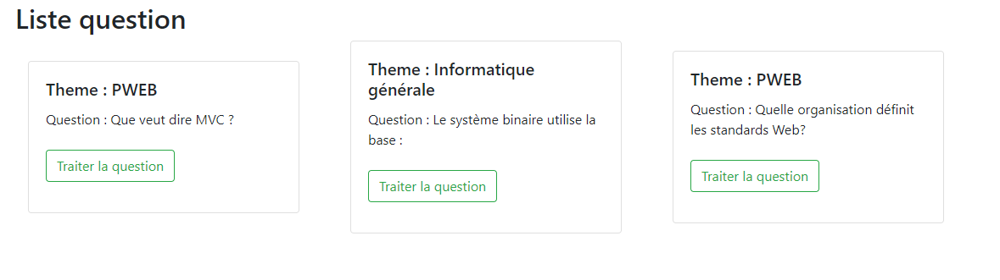 Liste question
Theme : PWEB
Question : Que veut dire MVC ?
Traiter la question
Theme : Informatique
générale
Question : Le système binaire utilise la
base :
Traiter la question
Theme : PWEB
Question : Quelle organisation définit
les standards Web?
Traiter la question